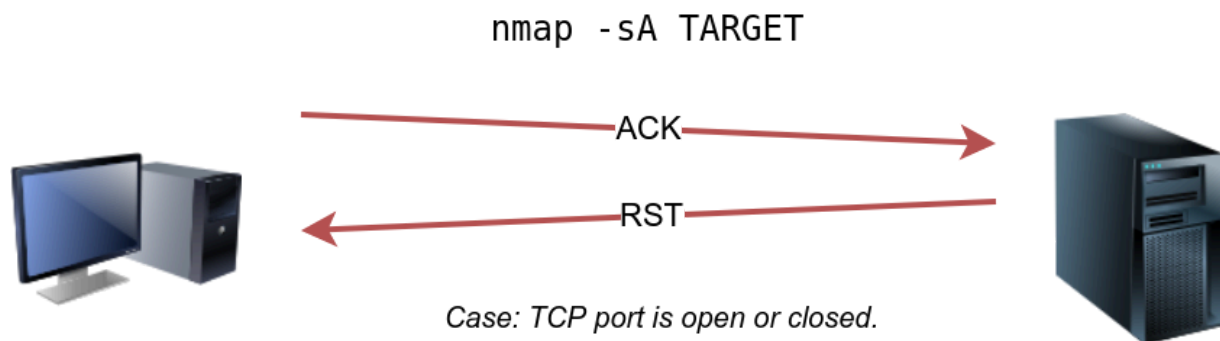 nmap -sA TARGET
ACK
RST
Case: TCP port is open or closed.